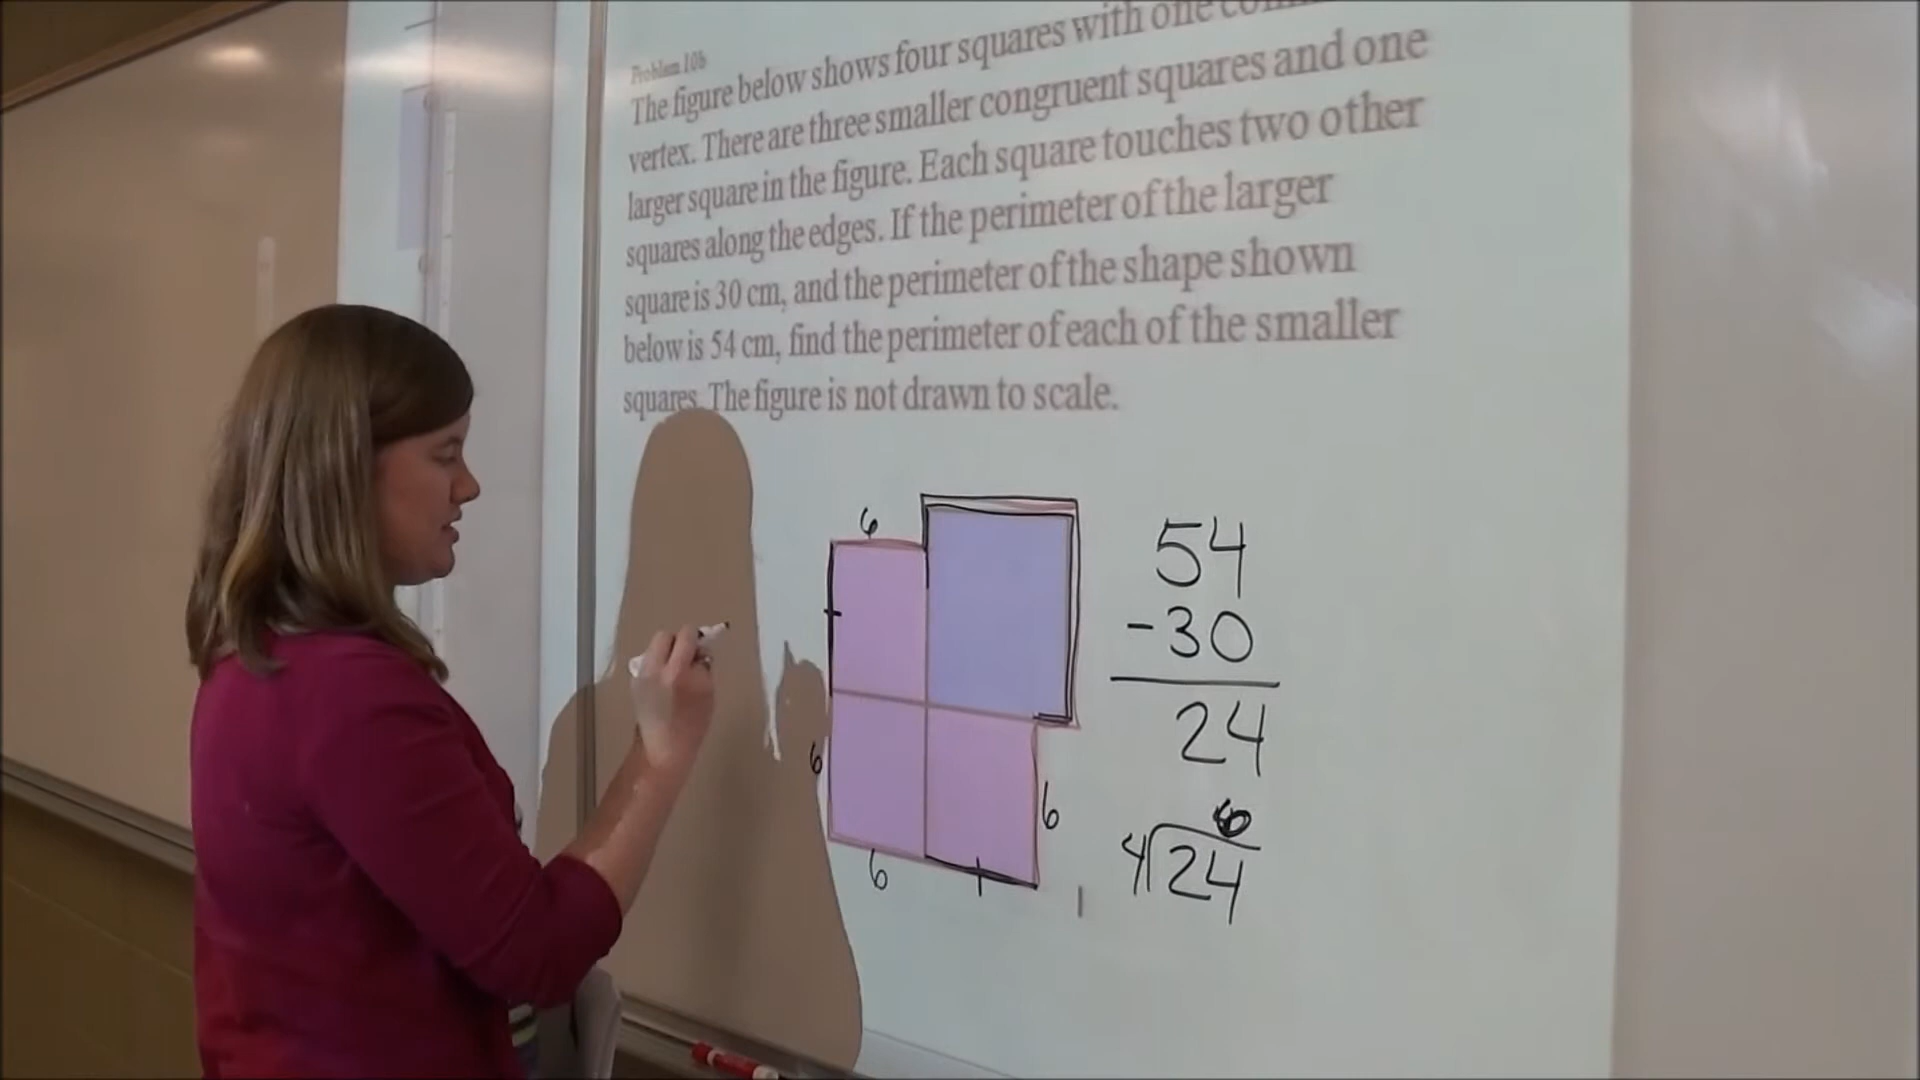 Problem 10b
The figure below shows four squares with one
vertex. There are three smaller congruent squares and one
larger square in the figure. Each square touches two other
squares along the edges. If the perimeter of the larger
square is 30 cm, and the perimeter of the shape shown
below is 54 cm, find the perimeter of each of the smaller
squares. The figure is not drawn to scale.
6
54
-30
24
6
6
6
6
4 24